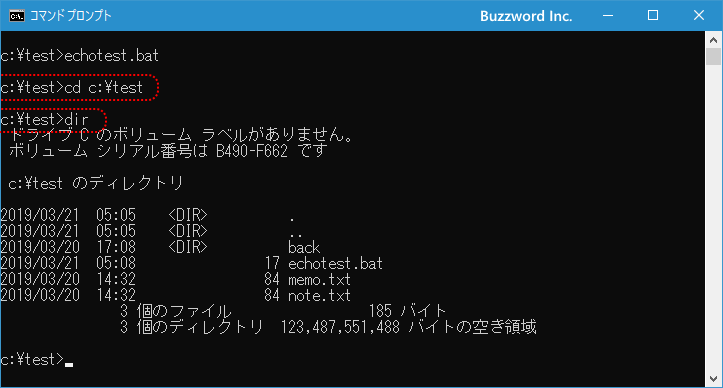 コマンドプロンプト Buzzword Inc.
c:¥test>echotest.bat
c:¥test>cd c:¥test
c:¥test>dir
ドライブ C のボリューム ラベルがありません。
ボリューム シリアル番号は B490-F662 です
c:¥test のディレクトリ
2019/03/21 05:05 <DIR> .
2019/03/21 05:05 <DIR> ..
2019/03/20 17:08 <DIR> back
2019/03/21 05:08 17 echotest.bat
2019/03/20 14:32 84 memo.txt
2019/03/20 14:32 84 note.txt
3 個のファイル 185 バイト
3 個のディレクトリ 123,487,551,488 バイトの空き領域
c:¥test>_